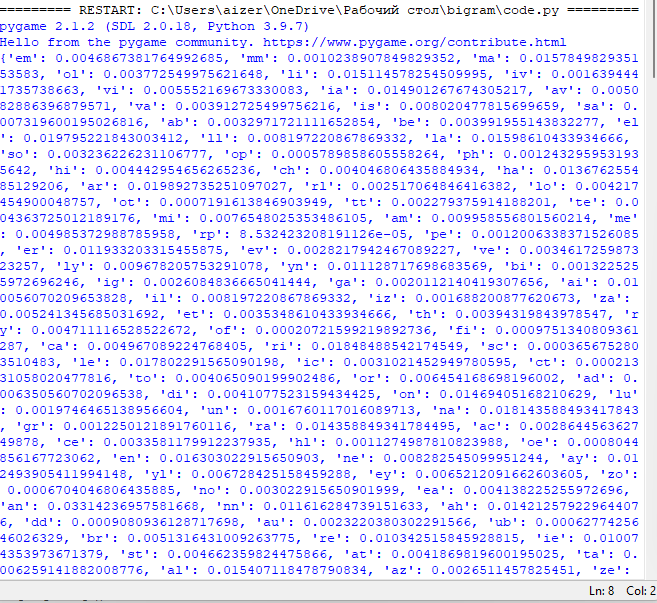 ========= RESTART: C:\Users\aizer\OneDrive\Рабочий стол\bigram\code.py =========
pygame 2.1.2 (SDL 2.0.18, Python 3.9.7)
Hello from the pygame community. https://www.pygame.org/contribute.html
{'em': 0.0046867381764992685, 'mm': 0.0010238907849829352, 'ma': 0.0157849829351
53583, 'ol': 0.003772549975621648, 'li': 0.015114578254509995, 'iv': 0.001639444
1735738663, 'vi': 0.005552169673330083, 'ia': 0.014901267674305217, 'av': 0.0050
82886396879571, 'va': 0.003912725499756216, 'is': 0.008020477815699659, 'sa': 0.
007319600195026816, 'ab': 0.0032971721111652854, 'be': 0.003991955143832277, 'el
': 0.019795221843003412, 'll': 0.008197220867869332, 'la': 0.01598610433934666,
'so': 0.003236226231106777, 'op': 0.0005789858605558264, 'ph': 0.001243295953193
5642, 'hi': 0.004442954656265236, 'ch': 0.004046806435884934, 'ha': 0.0136762554
85129206, 'ar': 0.019892735251097027, 'rl': 0.002517064846416382, 'lo': 0.004217
454900048757, 'ot': 0.0007191613846903949, 'tt': 0.002279375914188201, 'te': 0.0
04363725012189176, 'mi': 0.0076548025353486105, 'am': 0.009958556801560214, 'me'
: 0.004985372988785958, 'rp': 8.532423208191126e-05, 'pe': 0.0012006338371526085
, 'er': 0.011933203315455875, 'ev': 0.0028217942467089227, 've': 0.0034617259873
23257, 'ly': 0.009678205753291078, 'yn': 0.011128717698683569, 'bi': 0.001322525
5972696246, 'ig': 0.0026084836665041444, 'ga': 0.0020112140419307656, 'ai': 0.01
0056070209653828, 'il': 0.008197220867869332, 'iz': 0.001688200877620673, 'za':
0.005241345685031692, 'et': 0.0035348610433934666, 'th': 0.00394319843978547, 'r
y': 0.004711116528522672, 'of': 0.00020721599219892736, 'fi': 0.0009751340809361
287, 'ca': 0.004967089224768405, 'ri': 0.01848488542174549, 'sc': 0.000365675280
3510483, 'le': 0.017802291565090198, 'ic': 0.0031021452949780595, 'ct': 0.000213
31058020477816, 'to': 0.004065090199902486, 'or': 0.006454168698196002, 'ad': 0.
006350560702096538, 'di': 0.0041077523159434425, 'on': 0.01469405168210629, 'lu'
: 0.0019746465138956604, 'un': 0.0016760117016089713, 'na': 0.018143588493417843
, 'gr': 0.0012250121891760116, 'ra': 0.014358849341784495, 'ac': 0.0028644563627
49878, 'ce': 0.0033581179912237935, 'hl': 0.0011274987810823988, 'oe': 0.0008044
856167723062, 'en': 0.016303022915650903, 'ne': 0.008282545099951244, 'ay': 0.01
2493905411994148, 'yl': 0.006728425158459288, 'ey': 0.0065212091662603605, 'zo':
0.0006704046806435885, 'no': 0.003022915650901999, 'ea': 0.004138225255972696, '
an': 0.03314236957581668, 'nn': 0.011616284739151633, 'ah': 0.01421257922964407
6, 'dd': 0.0009080936128717698, 'au': 0.0023220380302291566, 'ub': 0.00062774256
46026329, 'br': 0.0051316431009263775, 're': 0.010342515845928815, 'ie': 0.01007
4353973671379, 'st': 0.004662359824475866, 'at': 0.0041869819600195025, 'ta': 0.
006259141882008776, 'al': 0.015407118478790834, 'az': 0.0026511457825451, 'ze':
Ln: 8 Col: 2